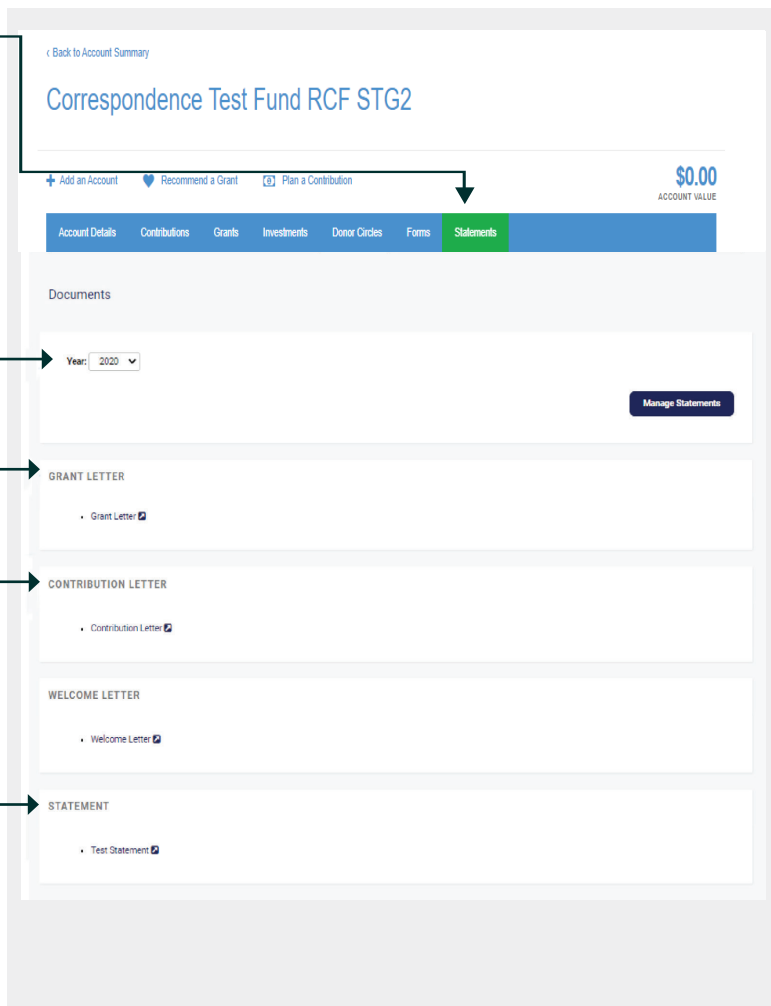 ‹ Back to Account Summary
Correspondence Test Fund RCF STG2
Add an Account Recommend a Grant Plan a Contribution
$0.00
ACCOUNT VALUE
Account Details Contributions Grants Investments Donor Circles Forms Statements
Documents
Year: 2020
Manage Statements
GRANT LETTER
• Grant Letter
CONTRIBUTION LETTER
• Contribution Letter
WELCOME LETTER
• Welcome Letter
STATEMENT
• Test Statement